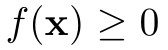 f(𝐱) ≥ 0